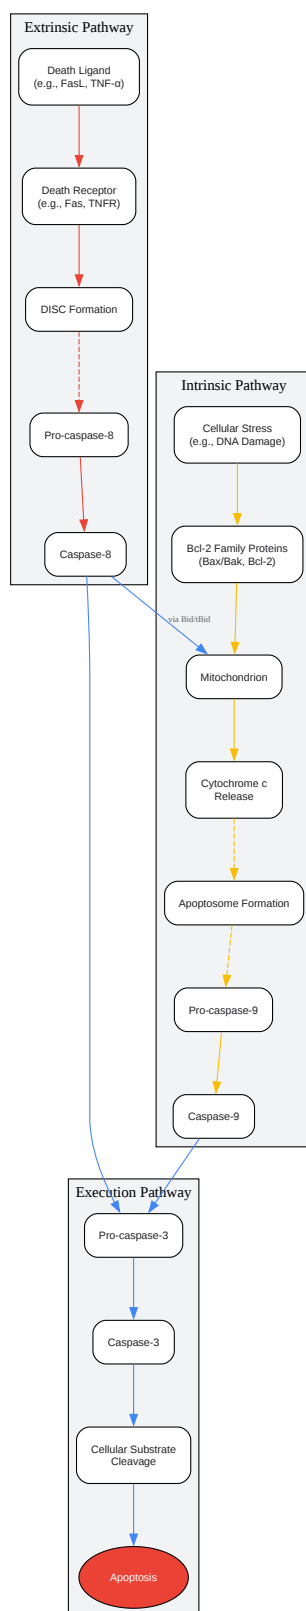 Extrinsic Pathway
Death Ligand
(e.g., FasL, TNF-α)
Death Receptor
(e.g., Fas, TNFR)
DISC Formation
Pro-caspase-8
Caspase-8
Intrinsic Pathway
Cellular Stress
(e.g., DNA Damage)
Bcl-2 Family Proteins
(Bax/Bak, Bcl-2)
via Bid/tBid
Mitochondrion
Cytochrome c
Release
Apoptosome Formation
Pro-caspase-9
Caspase-9
Execution Pathway
Pro-caspase-3
Caspase-3
Cellular Substrate
Cleavage
Apoptosis